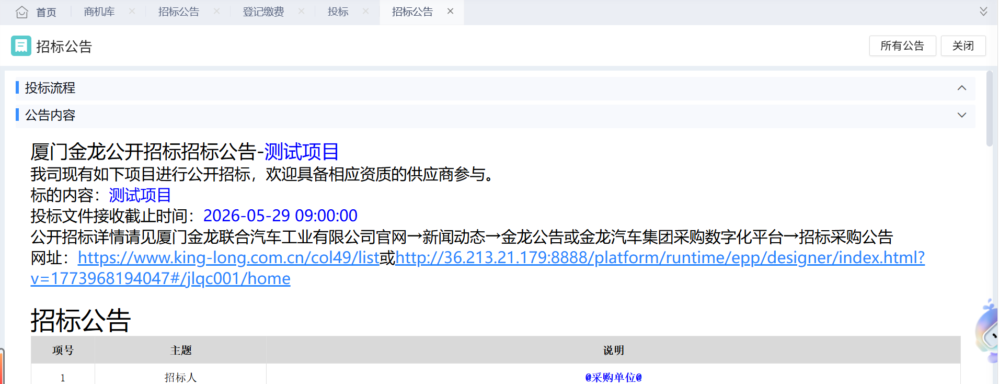 首页 商机库 招标公告 登记缴费 投标 招标公告
招标公告 所有公告 关闭
投标流程
公告内容
厦门金龙公开招标招标公告-测试项目
我司现有如下项目进行公开招标，欢迎具备相应资质的供应商参与。
标的内容：测试项目
投标文件接收截止时间：2026-05-29 09:00:00
公开招标详情请见厦门金龙联合汽车工业有限公司官网→新闻动态→金龙公告或金龙汽车集团采购数字化平台→招标采购公告
网址：https://www.king-long.com.cn/col49/list或http://36.213.21.179:8888/platform/runtime/epp/designer/index.html?
v=1773968194047#/jlqc001/home
招标公告
项号 主题 说明
1 招标人 @采购单位@